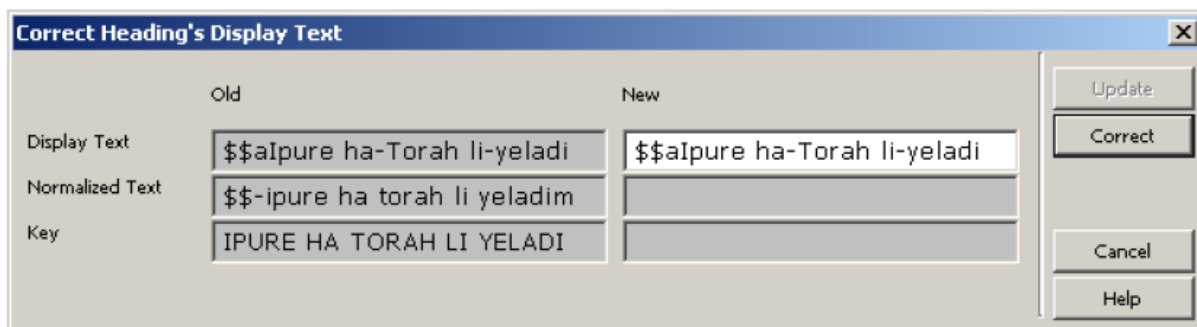 Correct Heading's Display Text
Old New Update
Display Text $$aIpure ha-Torah li-yeladi $$aIpure ha-Torah li-yeladi Correct
Normalized Text $$-ipure ha torah li yeladim
Key IPURE HA TORAH LI YELADI
Cancel
Help